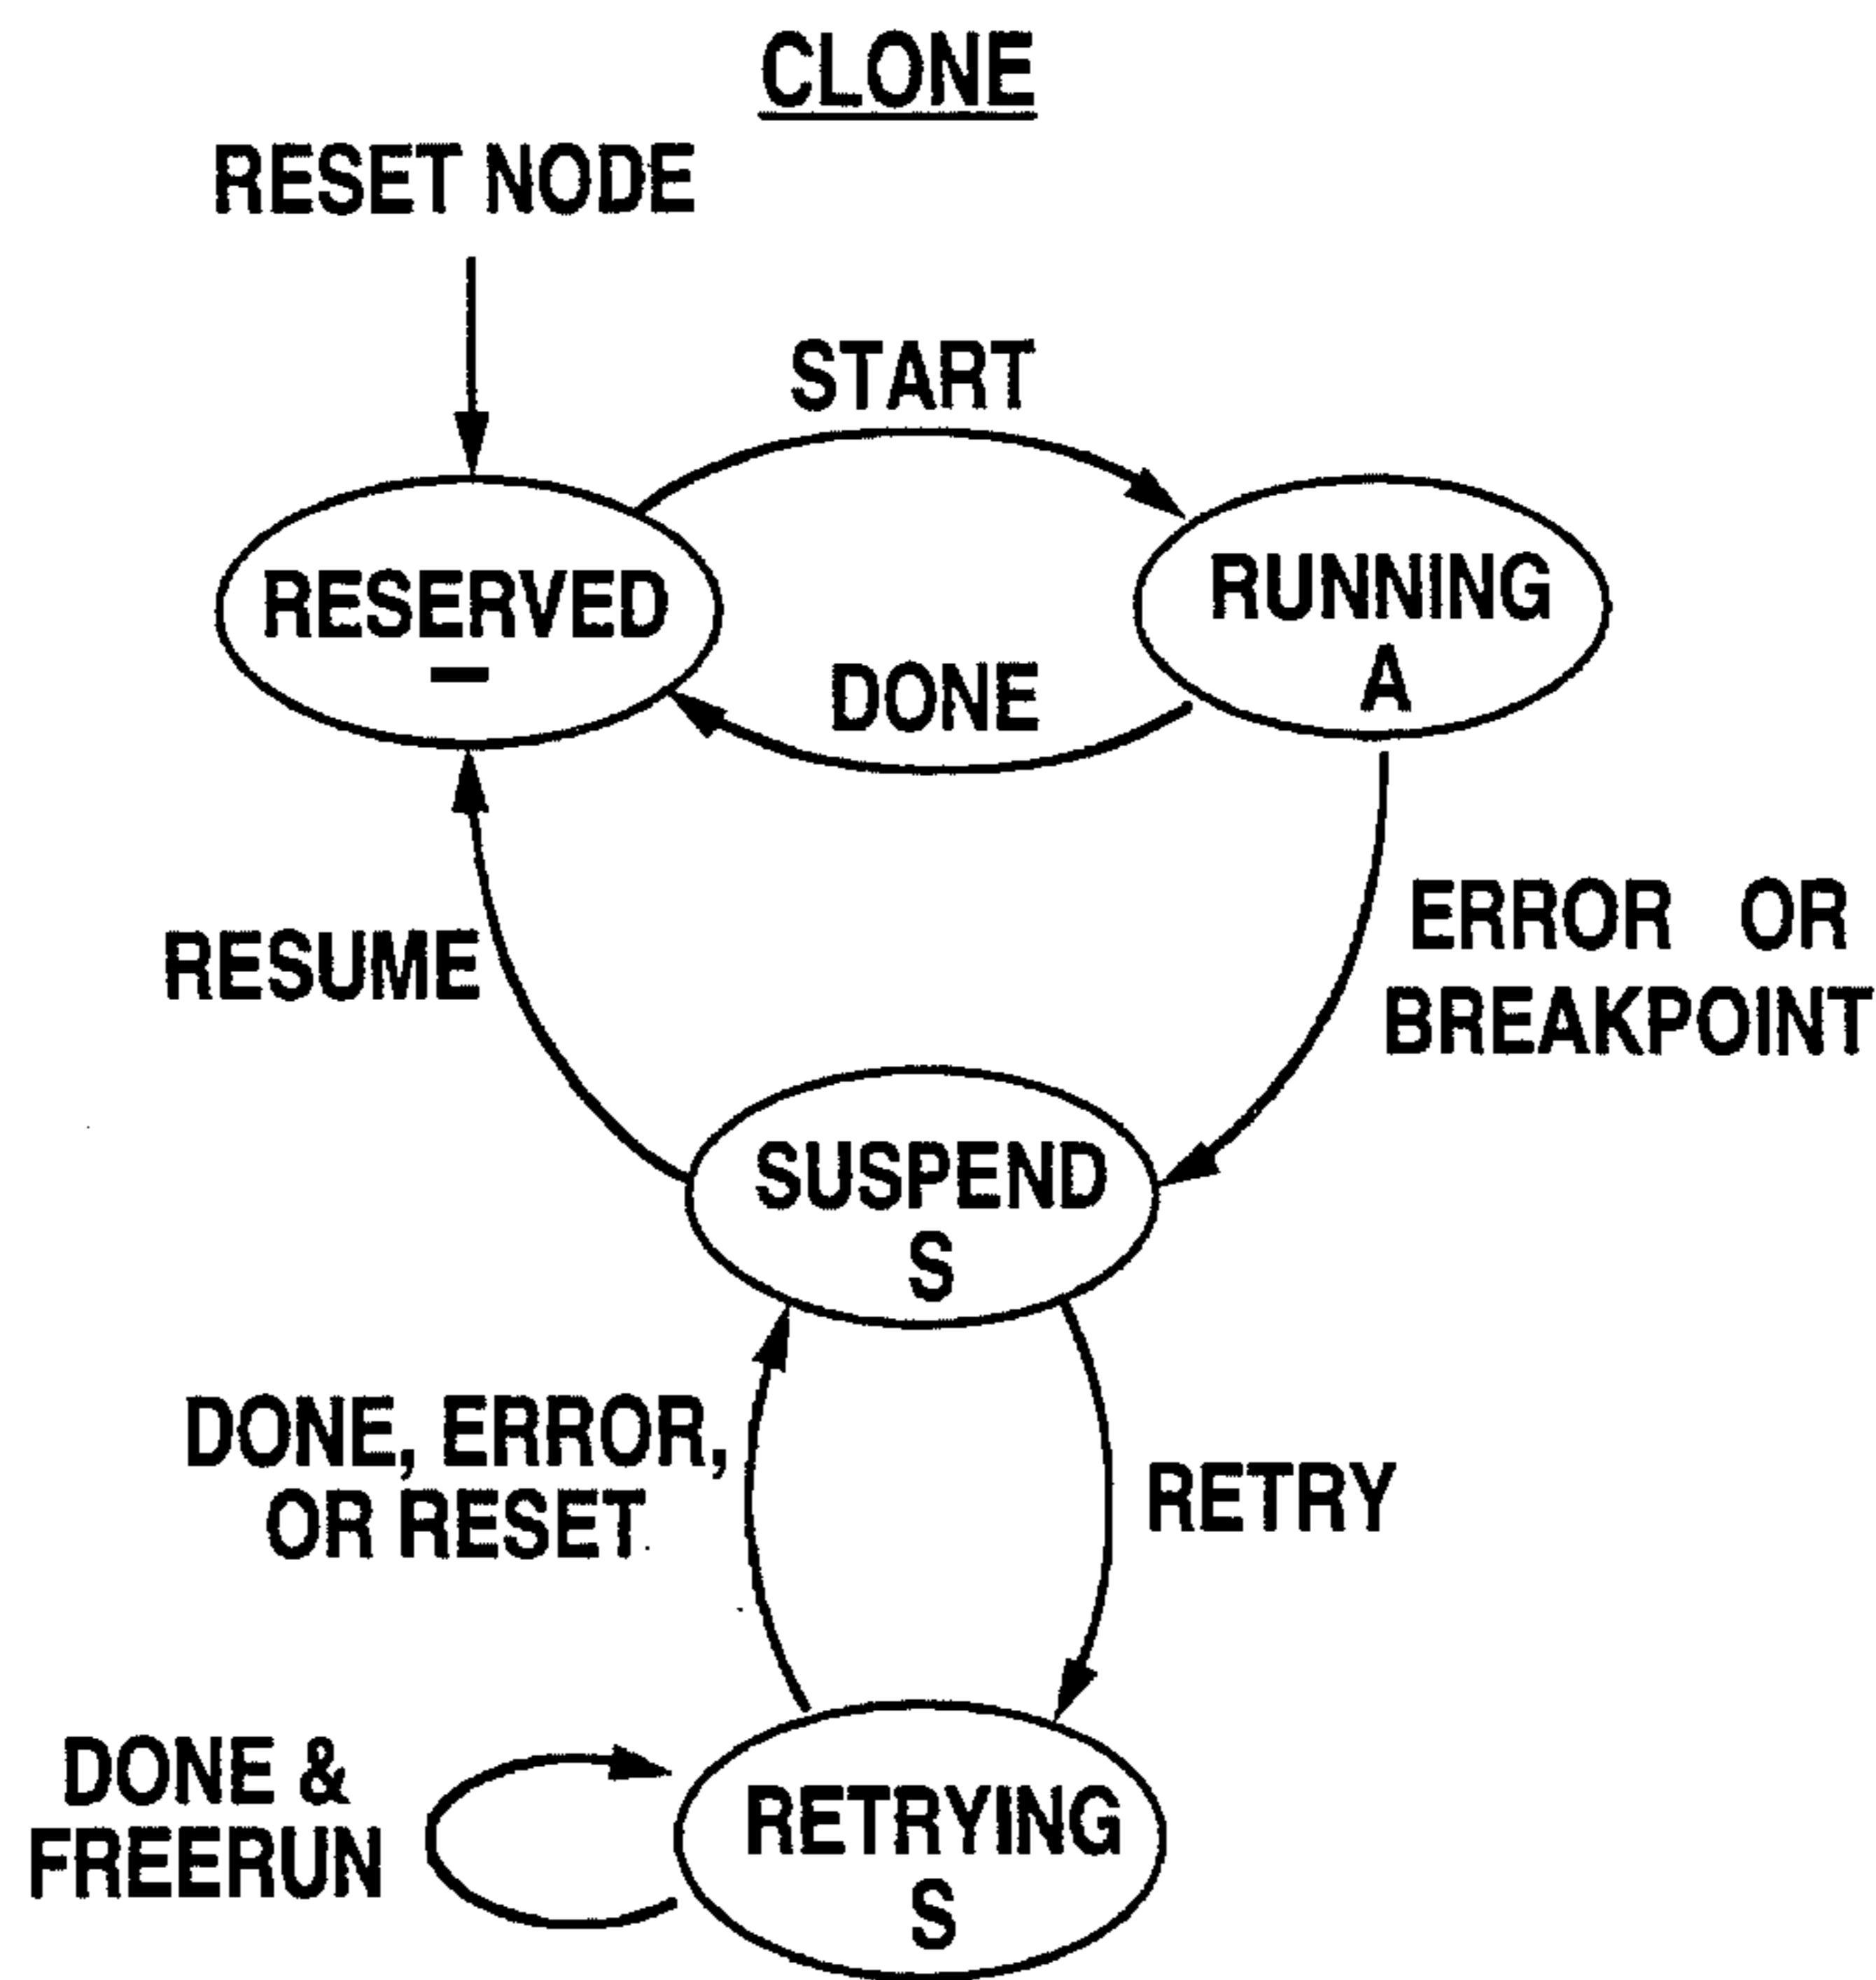 CLONE
RESET NODE
START
RESERVED
–
RUNNING
A
DONE
RESUME
ERROR OR
BREAKPOINT
SUSPEND
S
DONE, ERROR,
OR RESET
RETRY
DONE &
FREERUN
RETRYING
S